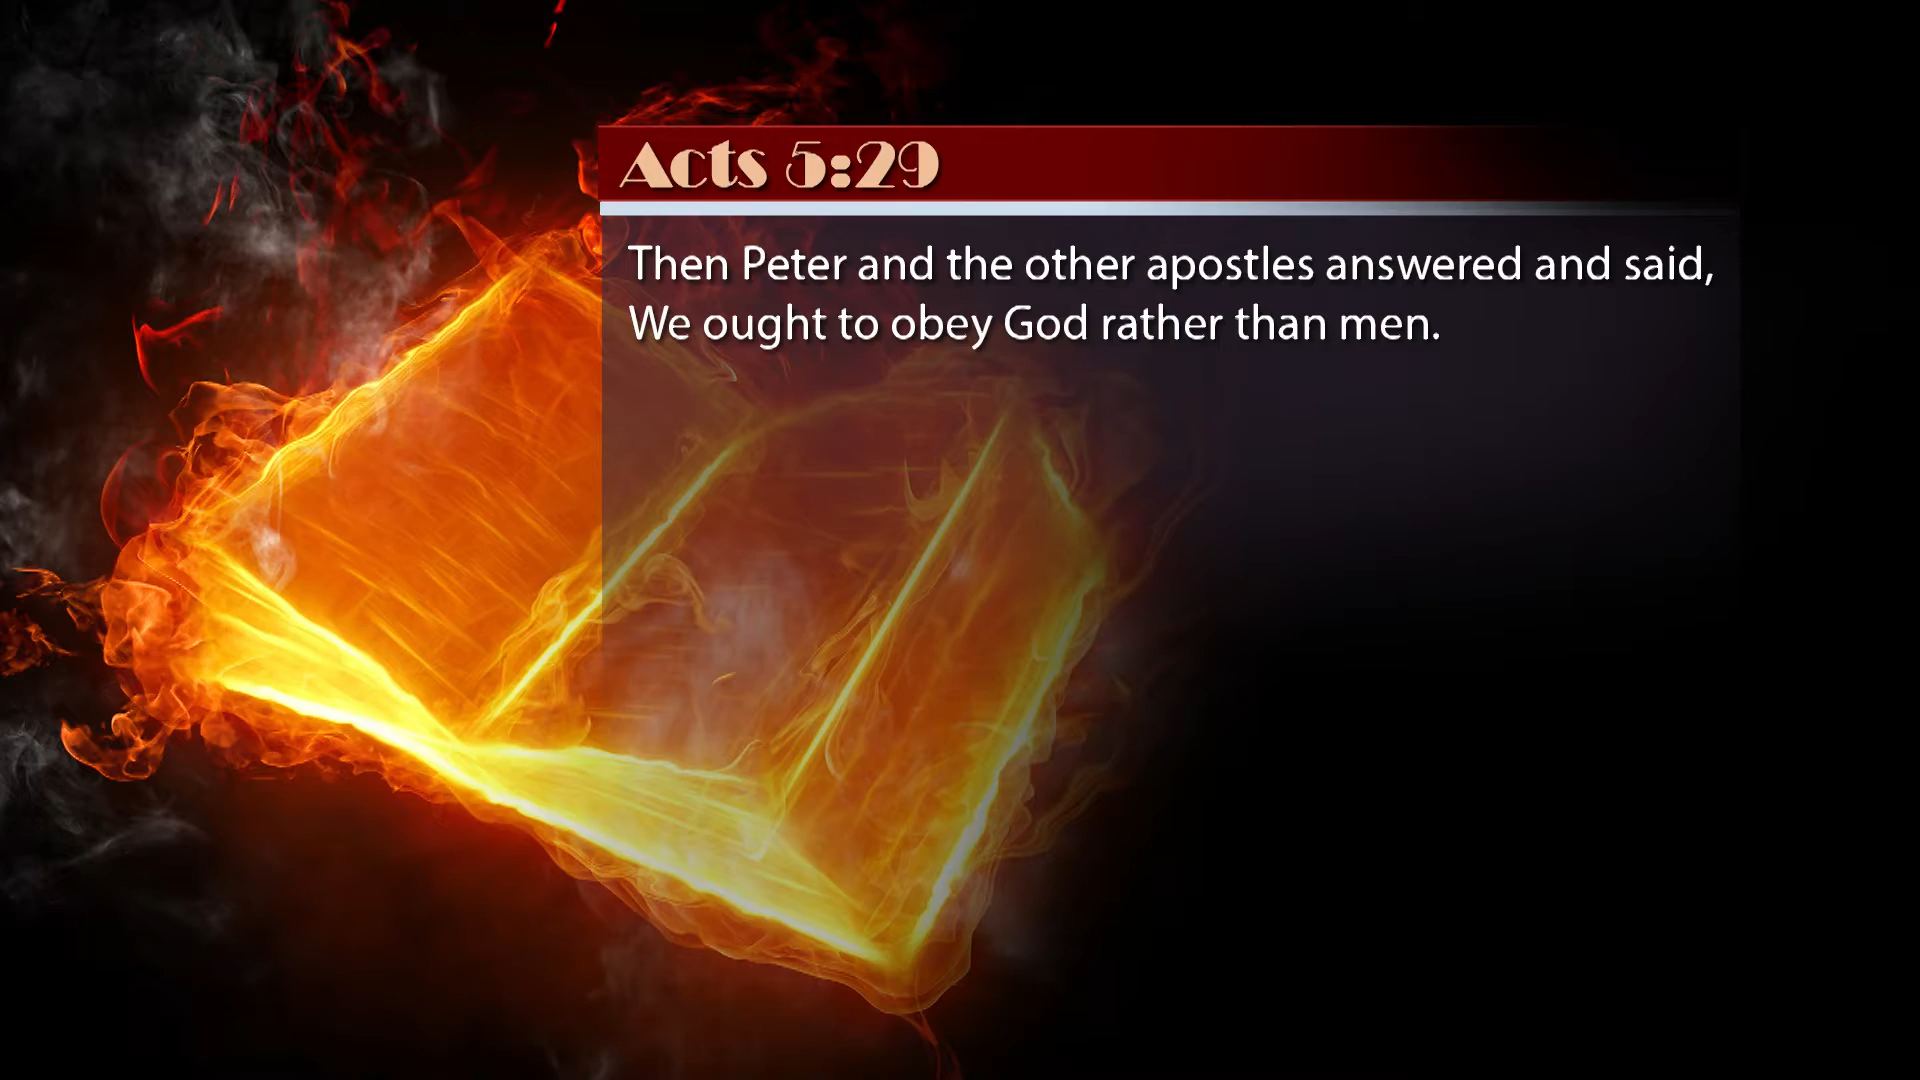 Acts 5:29
Then Peter and the other apostles answered and said,
We ought to obey God rather than men.